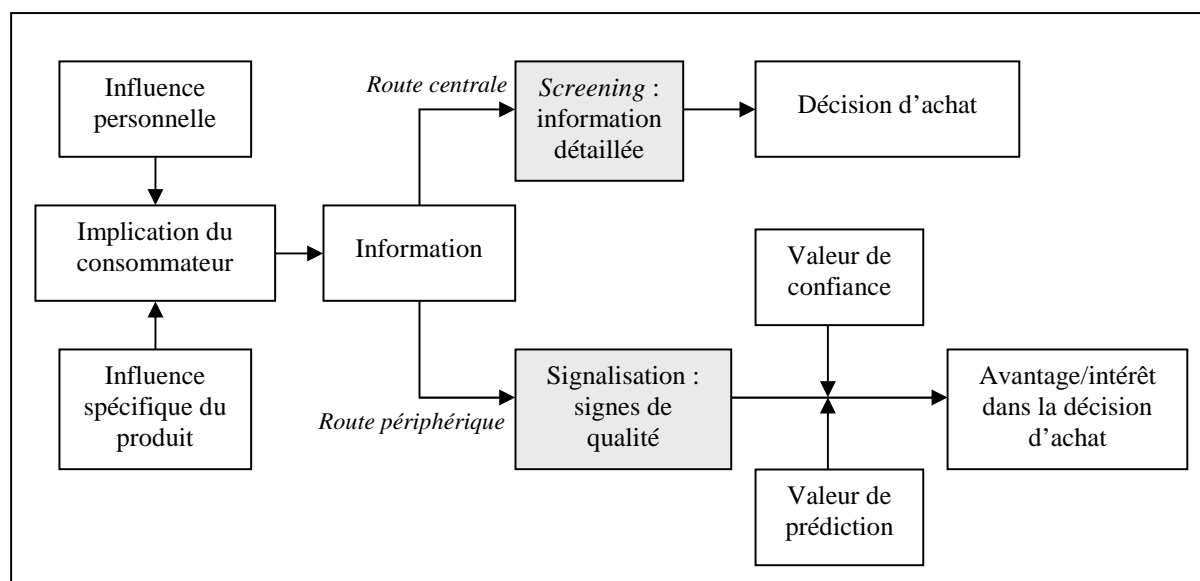 Influence
personnelle
Route centrale
Screening :
information
détaillée
Décision d’achat
Implication du
consommateur
Information
Valeur de
confiance
Influence
spécifique du
produit
Route périphérique
Signalisation :
signes de
qualité
Avantage/intérêt
dans la décision
d’achat
Valeur de
prédiction